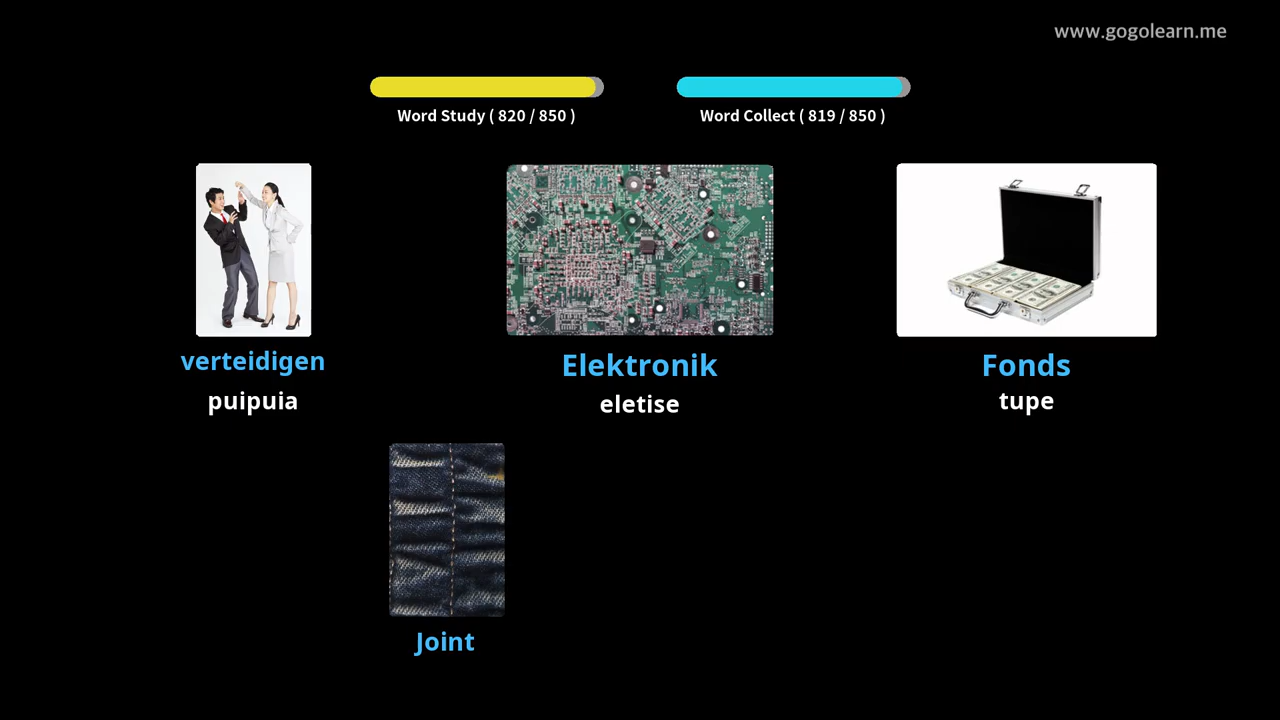 www.gogolearn.me
Word Study ( 820 / 850 )
Word Collect ( 819 / 850 )
verteidigen
puipuia
Elektronik
eletise
Fonds
tupe
Joint